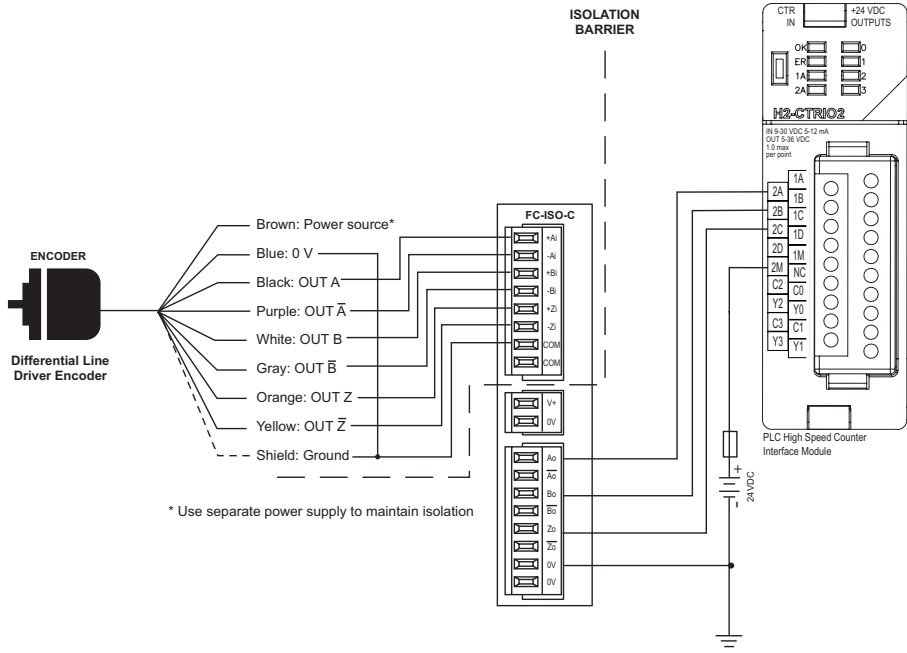 ISOLATION
BARRIER
CTR
IN
+24 VDC
OUTPUTS
OK
ER
1A
2A
0
1
2
3
H2-CTRIO2
IN 9-30 VDC 5-12 mA
OUT 5-36 VDC
1.0 max
per point
1A
2A
1B
2B
1C
2C
1D
2D
1M
2M
NC
C2
C0
Y2
Y0
C3
C1
Y3
Y1
PLC High Speed Counter
Interface Module
24VDC
+
-
ENCODER
Differential Line
Driver Encoder
Brown: Power source*
Blue: 0 V
Black: OUT A
Purple: OUT A̅
White: OUT B
Gray: OUT B̅
Orange: OUT Z
Yellow: OUT Z̅
Shield: Ground
* Use separate power supply to maintain isolation
FC-ISO-C
+Ai
-Ai
+Bi
-Bi
+Zi
-Zi
COM
COM
V+
0V
Ao
A̅o̅
Bo
B̅o̅
Zo
Z̅o̅
0V
0V